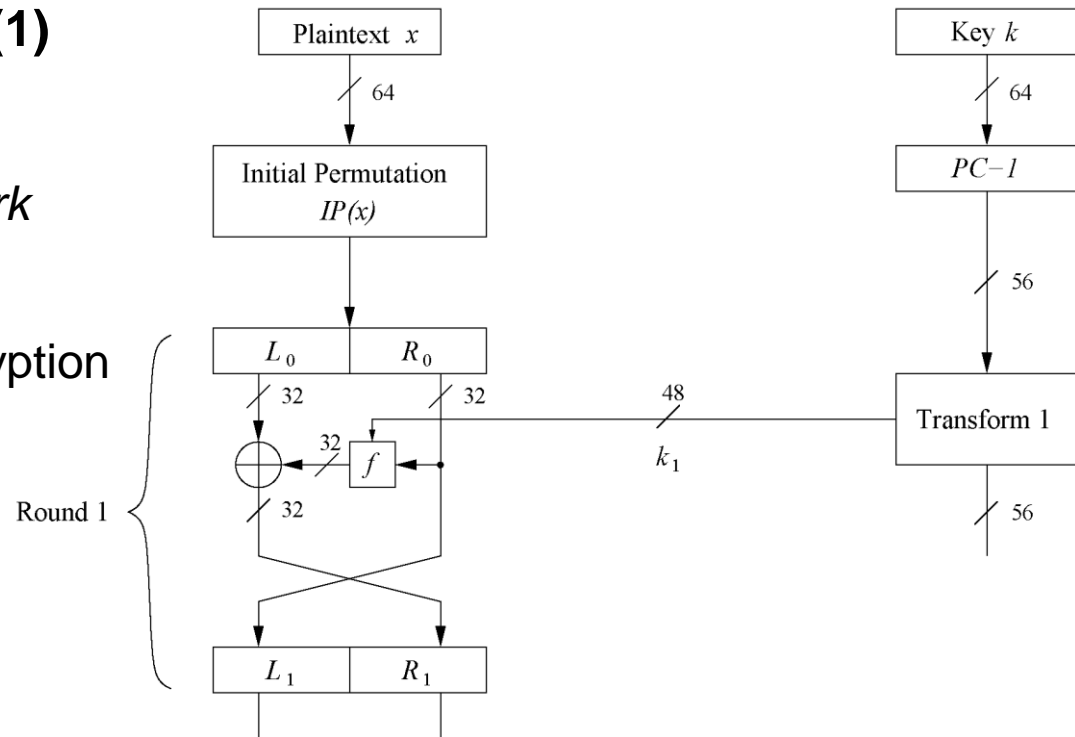 (1)
Plaintext x
Key k
64
64
Initial Permutation
IP(x)
PC−1
rk
56
yption
L0
R0
32
32
48
Transform 1
32
f
k1
32
Round 1
56
L1
R1